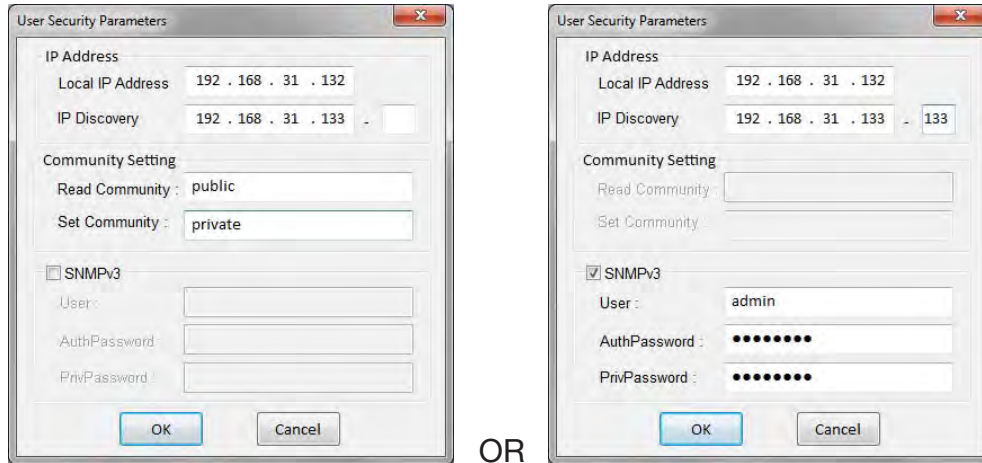 User Security Parameters
IP Address
Local IP Address 192 . 168 . 31 . 132
IP Discovery 192 . 168 . 31 . 133 -
Community Setting
Read Community : public
Set Community : private
SNMPv3
User :
AuthPassword
PrivPassword
OK Cancel
OR
User Security Parameters
IP Address
Local IP Address 192 . 168 . 31 . 132
IP Discovery 192 . 168 . 31 . 133 - 133
Community Setting
Read Community :
Set Community
SNMPv3
User : admin
AuthPassword : ●●●●●●●●
PrivPassword : ●●●●●●●●
OK Cancel